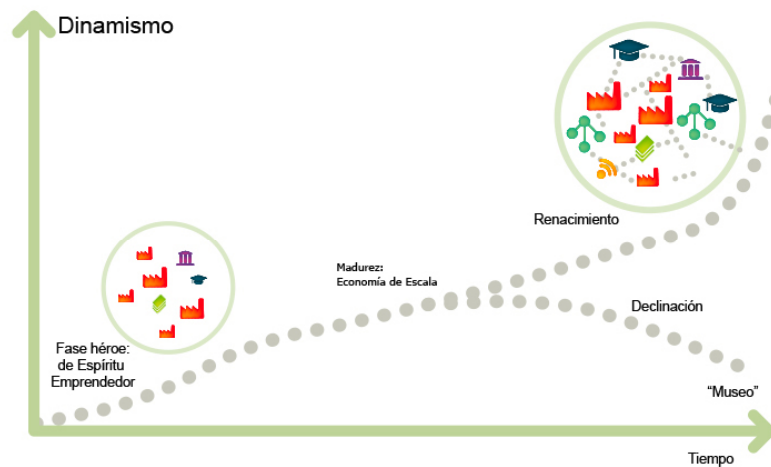 Dinamismo
Renacimiento
Madurez:
Economía de Escala
Declinación
Fase héroe:
de Espíritu
Emprendedor
“Museo”
Tiempo